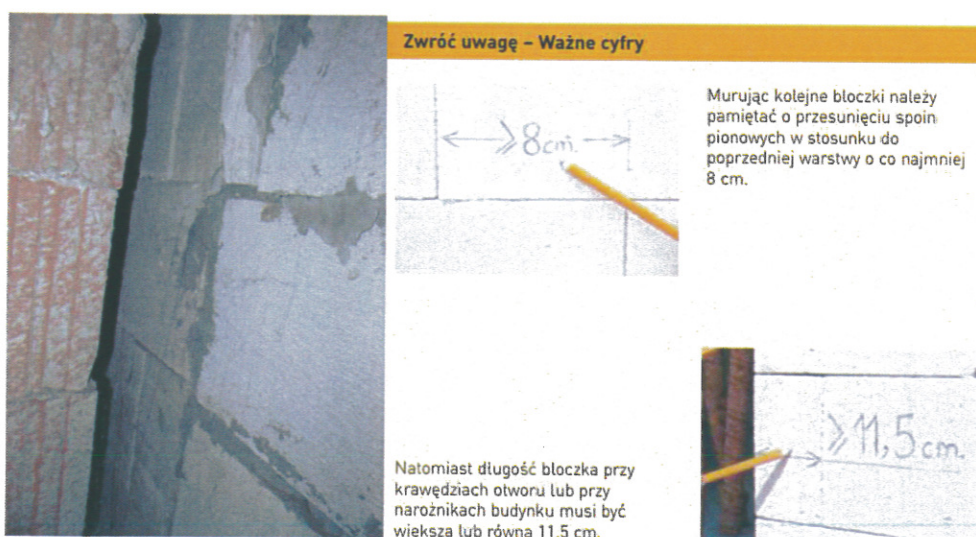 Zwróć uwagę – Ważne cyfry
⩾8cm.
Murując kolejne bloczki należy
pamiętać o przesunięciu spoin
pionowych w stosunku do
poprzedniej warstwy o co najmniej
8 cm.
Natomiast długość bloczka przy
krawędziach otworu lub przy
narożnikach budynku musi być
większa lub równa 11,5 cm.
⩾11,5cm.